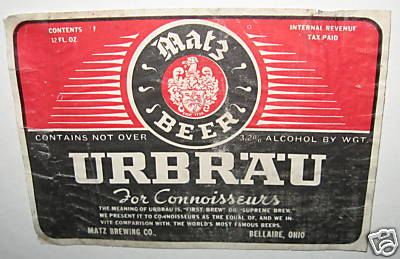 CONTENTS
12 FL. OZ.
INTERNAL REVENUE
TAX PAID
Matz
BEER
CONTAINS NOT OVER
3.2% ALCOHOL BY WGT.
URBRÄU
For Connoisseurs
THE MEANING OF URBRAU IS, "FIRST BREW" OR "SUPREME BREW."
WE PRESENT IT TO CONNOISSEURS AS THE EQUAL OF, AND WE IN-
VITE COMPARISON WITH THE WORLD'S MOST FAMOUS BEERS.
MATZ BREWING CO.
BELLAIRE, OHIO